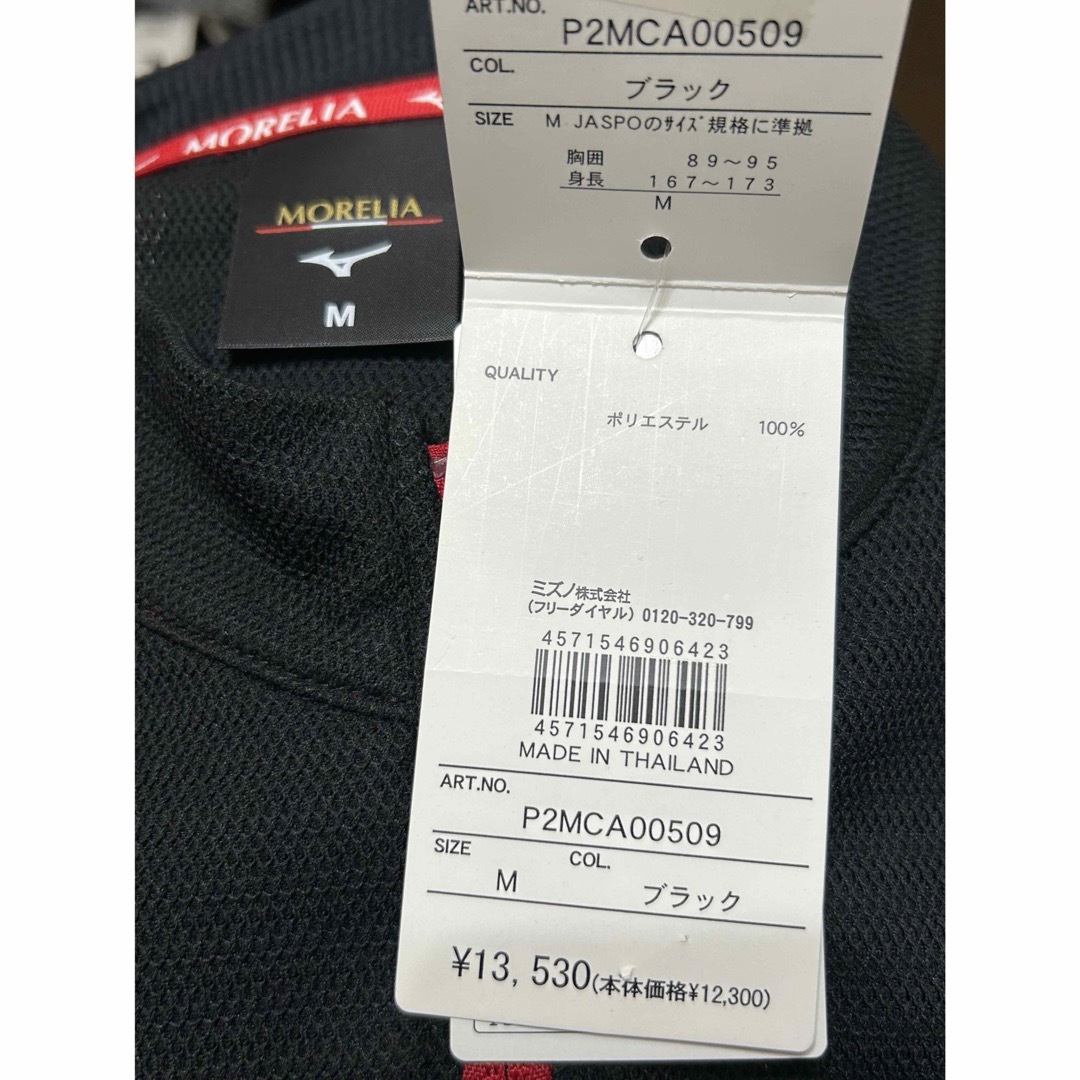 ART.NO.
P2MCA00509
COL.
ブラック
SIZE M JASPOのｻｲｽﾞ規格に準拠
胸囲 89～95
身長 167～173
M
MORELIA
MORELIA
M
QUALITY
ポリエステル 100%
ミズノ株式会社
(フリーダイヤル) 0120-320-799
4571546906423
4571546906423
MADE IN THAILAND
ART.NO.
P2MCA00509
SIZE COL.
M ブラック
¥13,530(本体価格¥12,300)